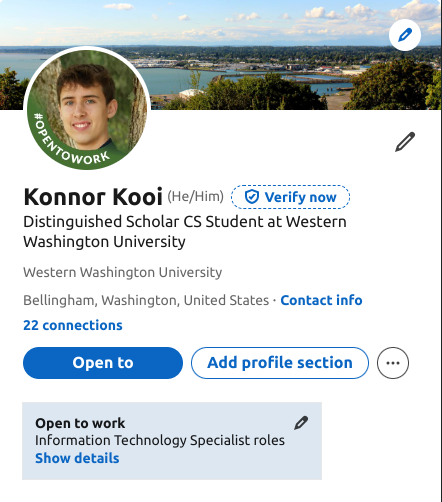 #OPENTOWORK
Konnor Kooi (He/Him) Verify now
Distinguished Scholar CS Student at Western
Washington University
Western Washington University
Bellingham, Washington, United States · Contact info
22 connections
Open to
Add profile section
Open to work
Information Technology Specialist roles
Show details